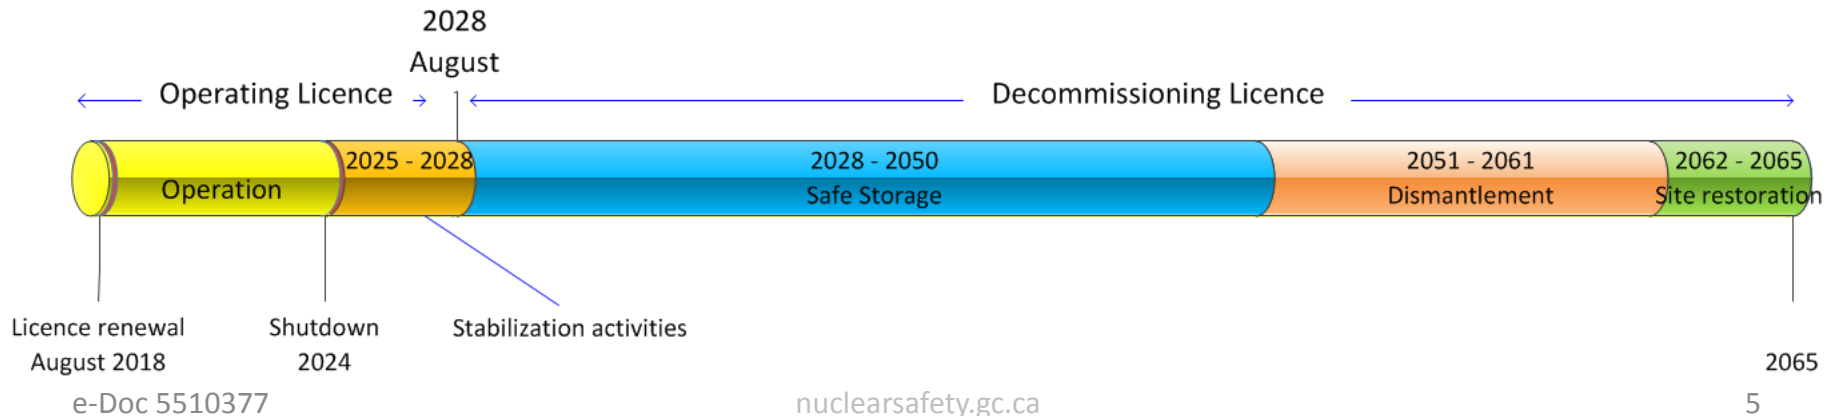 2028
August
Operating Licence
Decommissioning Licence
Operation
2025 - 2028
2028 - 2050
Safe Storage
2051 - 2061
Dismantlement
2062 - 2065
Site restoration
Licence renewal
August 2018
Shutdown
2024
Stabilization activities
2065
e-Doc 5510377
nuclearsafety.gc.ca
5